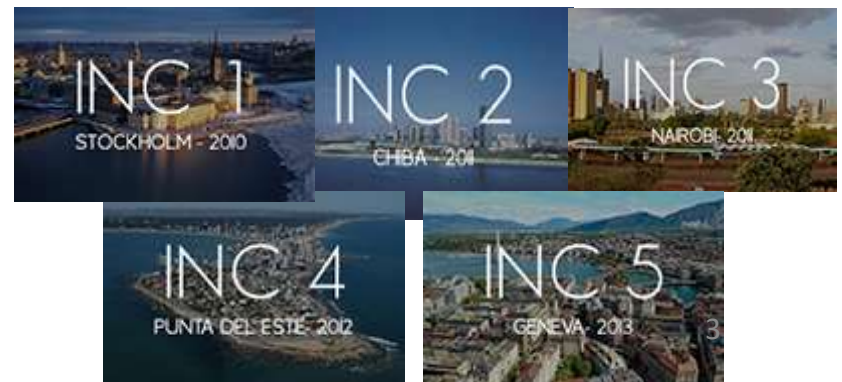 INC 1
STOCKHOLM - 2010
INC 2
CHIBA - 2011
INC 3
NAIROBI- 2011
INC 4
PUNTA DEL ESTE- 2012
INC 5
GENEVA- 2013
3